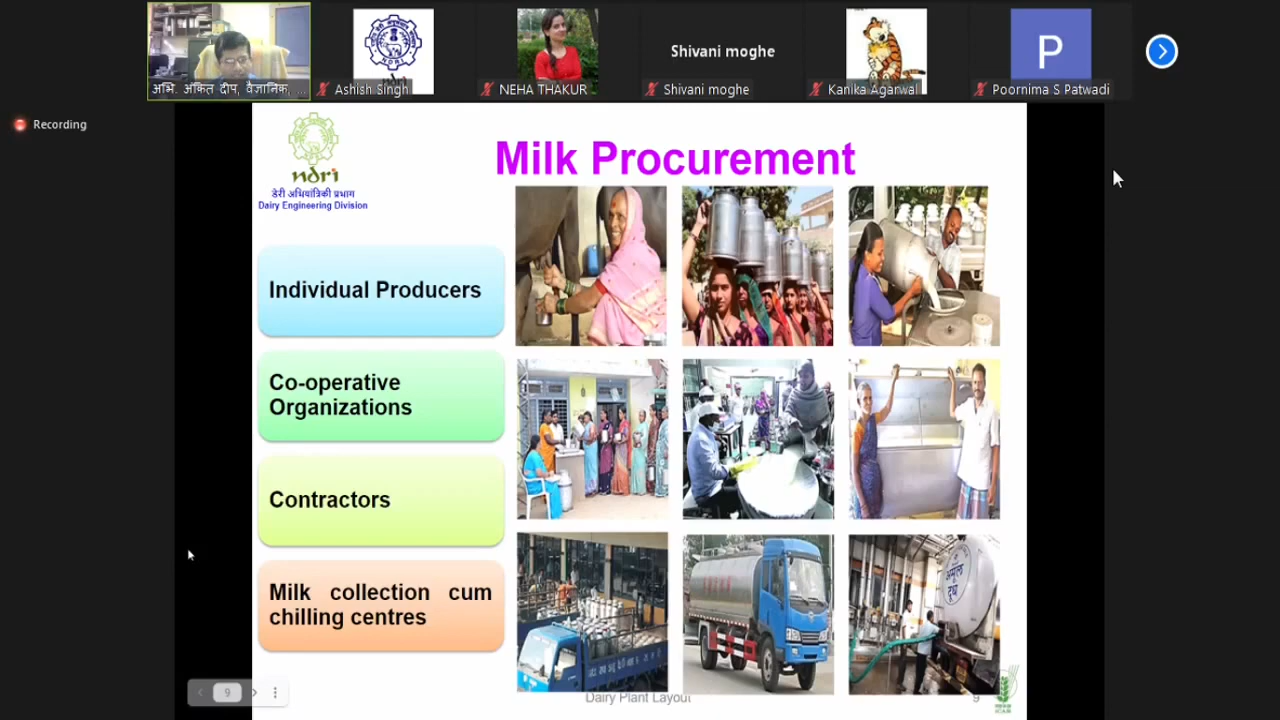 अभि. अंकित दीप, वैज्ञानिक, ...
Ashish Singh
NEHA THAKUR
Shivani moghe
Shivani moghe
Kanika Agarwal
P
Poornima S Patwadi
Recording
ndri
डेरी अभियांत्रिकी प्रभाग
Dairy Engineering Division
Milk Procurement
Individual Producers
Co-operative
Organizations
Contractors
Milk collection cum
chilling centres
अमूल
दूध
9
Dairy Plant Layout
9